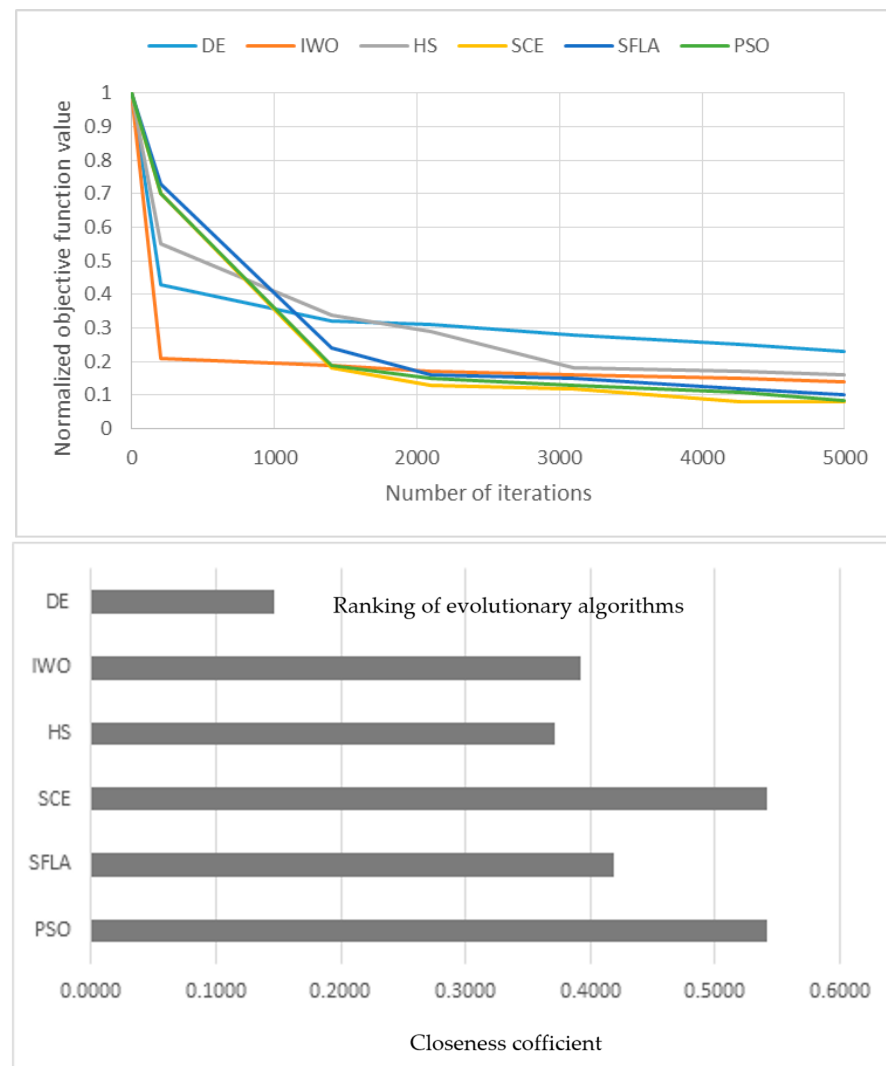 DE IWO HS SCE SFLA PSO
Normalized objective function value
1
0.9
0.8
0.7
0.6
0.5
0.4
0.3
0.2
0.1
0
0 1000 2000 3000 4000 5000
Number of iterations
Ranking of evolutionary algorithms
DE
IWO
HS
SCE
SFLA
PSO
0.0000 0.1000 0.2000 0.3000 0.4000 0.5000 0.6000
Closeness cofficient